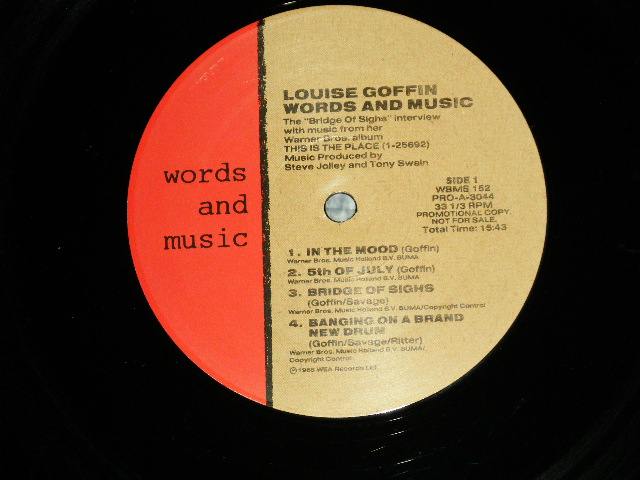 words
and
music
LOUISE GOFFIN
WORDS AND MUSIC
The "Bridge Of Sighs" interview
with music from her
Warner Bros. album
THIS IS THE PLACE (1-25692)
Music Produced by
Steve Jolley and Tony Swain
SIDE 1
WBMS 152
PRO-A-3044
33 1/3 RPM
PROMOTIONAL COPY.
NOT FOR SALE.
Total Time: 15:43
1. IN THE MOOD (Goffin)
Warner Bros. Music Holland B.V. BUMA
2. 5th OF JULY (Goffin)
Warner Bros. Music Holland B.V. BUMA
3. BRIDGE OF SIGHS
(Goffin/Savage)
Warner Bros. Music Holland B.V. BUMA/Copyright Control
4. BANGING ON A BRAND
NEW DRUM
(Goffin/Savage/Ritter)
Warner Bros. Music Holland B.V. BUMA/
Copyright Control
℗ 1988 WEA Records Ltd.